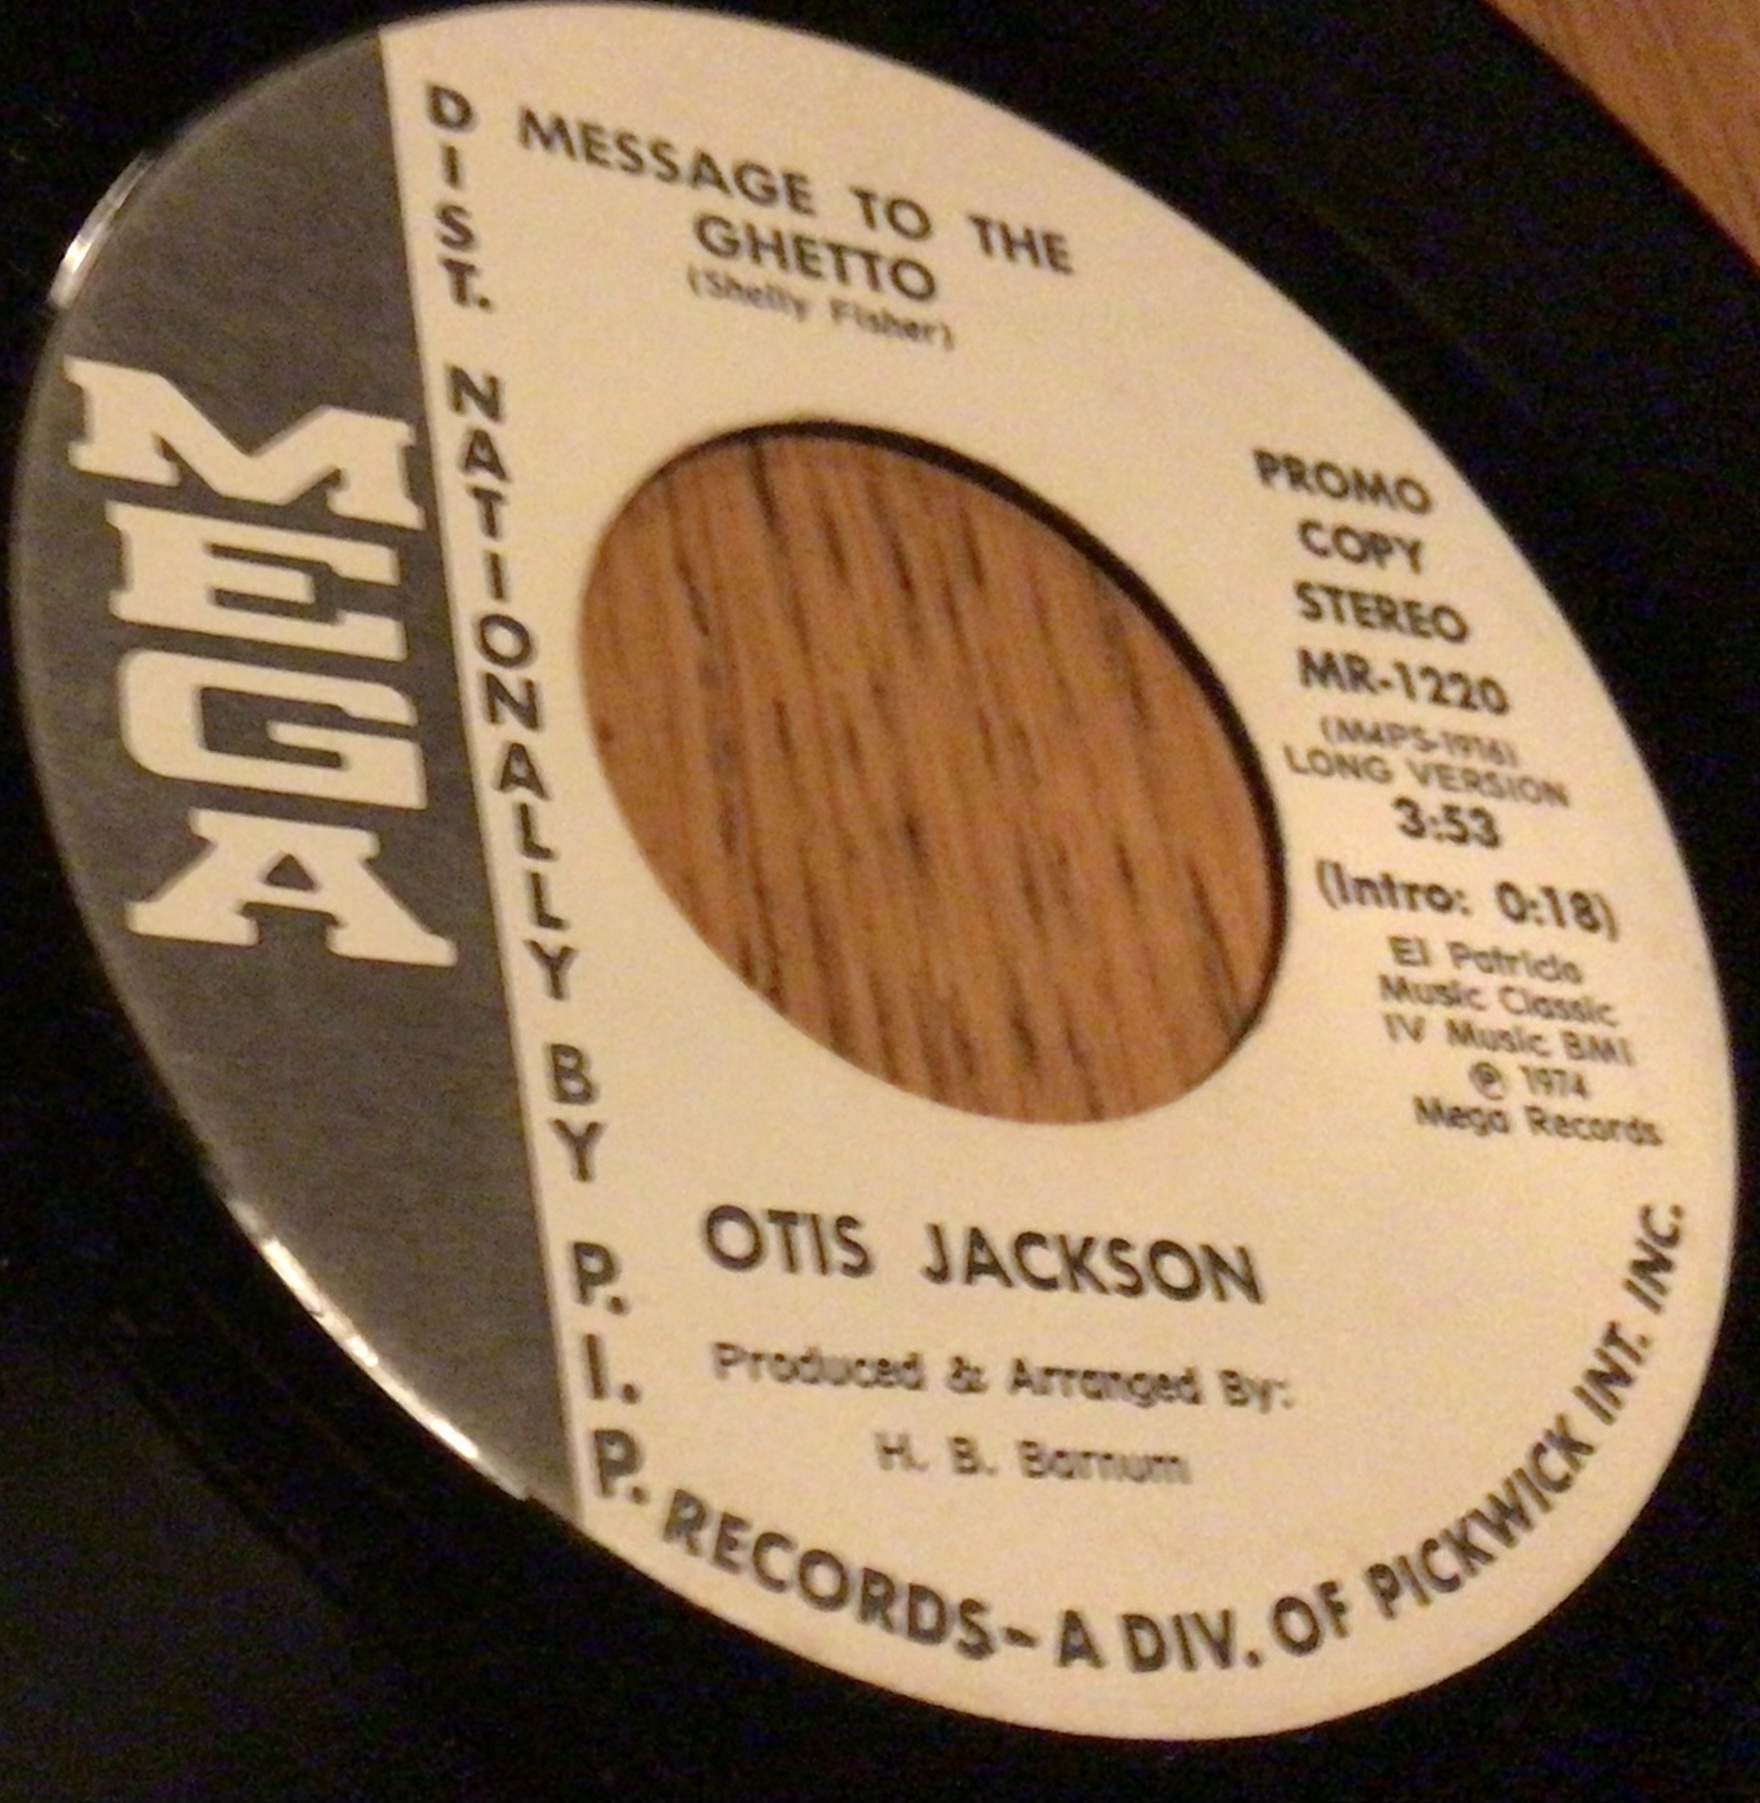 MEGA
DIST. NATIONALLY BY P.I.P. RECORDS - A DIV. OF PICKWICK INT. INC.
MESSAGE TO THE
GHETTO
(Shelly Fisher)
PROMO
COPY
STEREO
MR-1220
(M4PS-1916)
LONG VERSION
3:53
(Intro: 0:18)
El Patricio
Music Classic
IV Music BMI
℗ 1974
Mega Records
OTIS JACKSON
Produced & Arranged By:
H. B. Barnum